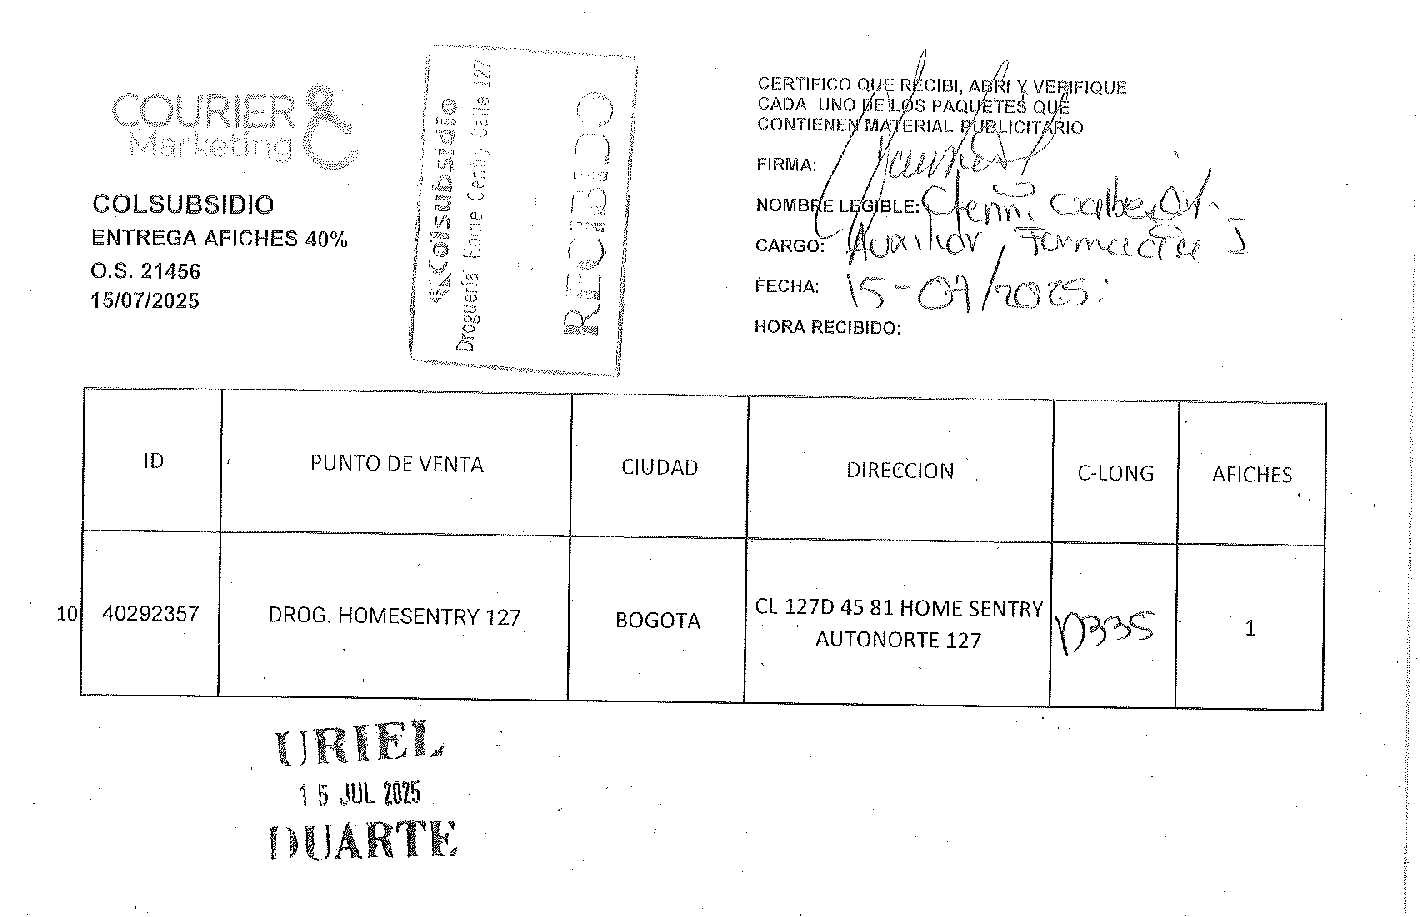 COURIER
Marketing
COLSUBSIDIO
ENTREGA AFICHES 40%
O.S. 21456
15/07/2025
Colsubsidio
Droguería Home Centry Calle 127
RECIBIDO
CERTIFICO QUE RECIBI, ABRI Y VERIFIQUE
CADA UNO DE LOS PAQUETES QUE
CONTIENEN MATERIAL PUBLICITARIO
FIRMA:
NOMBRE LEGIBLE:
CARGO: Auxiliar
FECHA: 15-07/2025
HORA RECIBIDO:
ID PUNTO DE VENTA CIUDAD DIRECCION C-LONG AFICHES
10 40292357 DROG. HOMESENTRY 127 BOGOTA CL 127D 45 81 HOME SENTRY AUTONORTE 127 D335 1
URIEL
15 JUL 2025
DUARTE